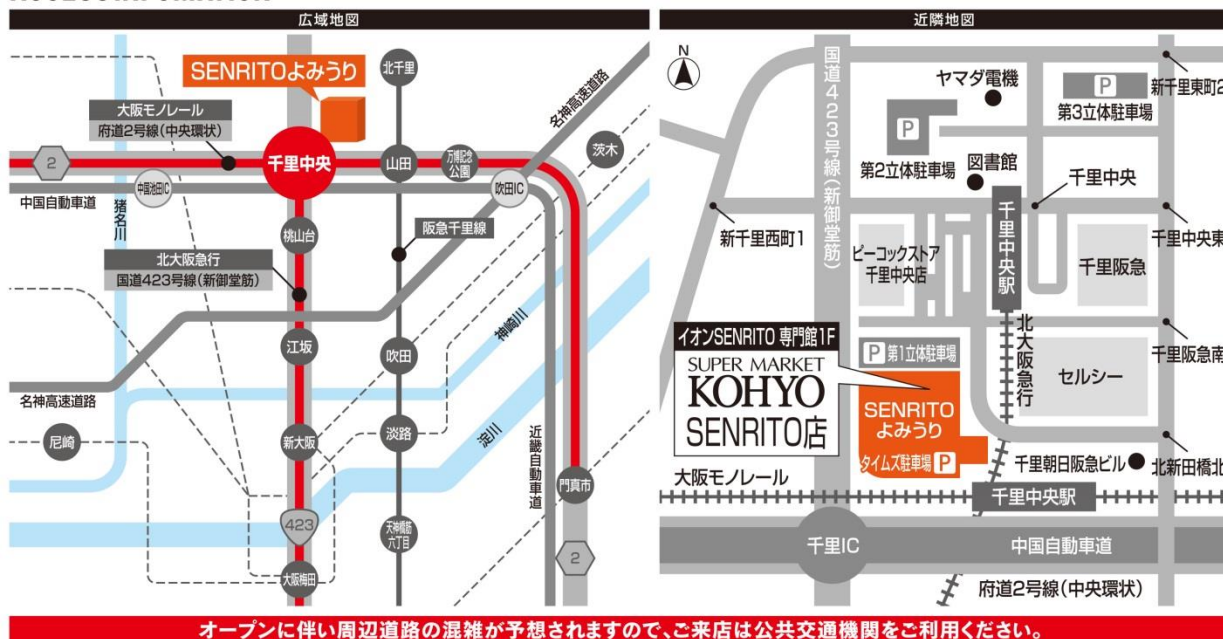 広域地図
SENRITOよみうり
大阪モノレール
府道2号線(中央環状)
北千里
名神高速道路
2
千里中央
山田
万博記念
公園
茨木
中国自動車道
中国池田IC
吹田IC
猪名川
桃山台
阪急千里線
北大阪急行
国道423号線(新御堂筋)
神崎川
江坂
吹田
名神高速道路
尼崎
新大阪
淡路
淀川
近畿自動車道
門真市
423
天神橋筋
六丁目
2
大阪梅田
近隣地図
N
国道423号線(新御堂筋)
ヤマダ電機
P
第3立体駐車場
新千里東町2
P
第2立体駐車場
図書館
千里中央
新千里西町1
千里中央駅
千里中央東
ピーコックストア
千里中央店
千里阪急
北大阪急行
千里阪急南
イオンSENRITO 専門館1F
SUPER MARKET
KOHYO
SENRITO店
P第1立体駐車場
セルシー
SENRITO
よみうり
タイムズ駐車場 P
千里朝日阪急ビル
北新田橋北
大阪モノレール
千里中央駅
千里IC
中国自動車道
府道2号線(中央環状)
オープンに伴い周辺道路の混雑が予想されますので、ご来店は公共交通機関をご利用ください。